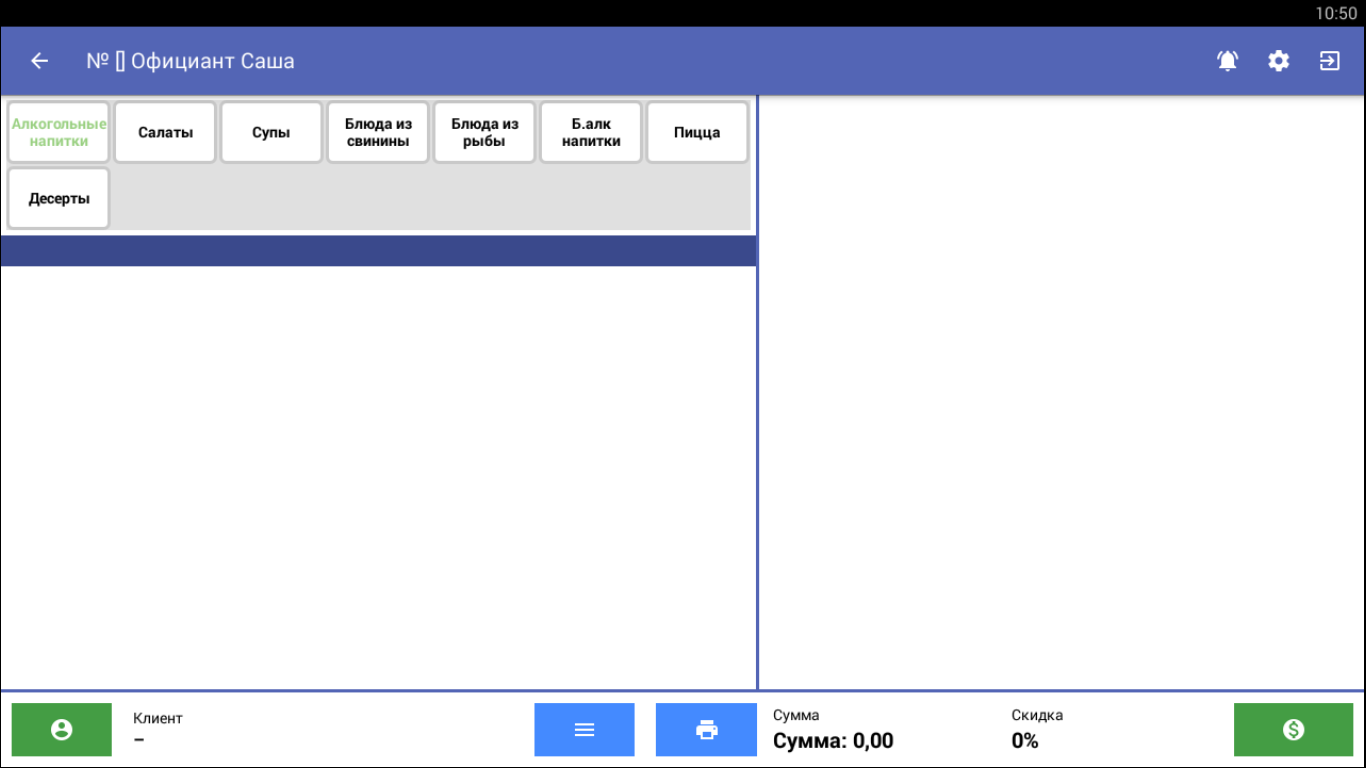 10:50
№ [] Официант Саша
Алкогольные
напитки
Салаты
Супы
Блюда из
свинины
Блюда из
рыбы
Б.алк
напитки
Пицца
Десерты
Клиент
–
Сумма
Сумма: 0,00
Скидка
0%